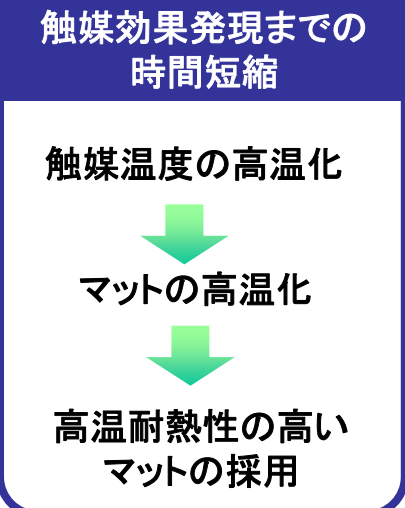 触媒効果発現までの
時間短縮
触媒温度の高温化
マットの高温化
高温耐熱性の高い
マットの採用